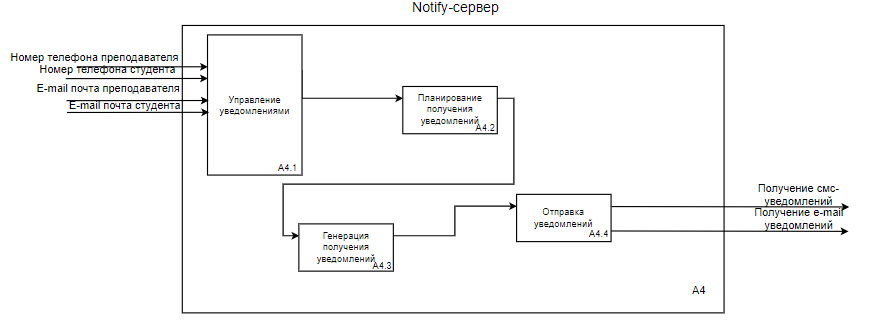 Notify-сервер
Номер телефона преподавателя
Номер телефона студента
E-mail почта преподавателя
E-mail почта студента
Управление
уведомлениями
A4.1
Планирование
получения
уведомлений
A4.2
Генерация
получения
уведомлений
A4.3
Отправка
уведомлений
A4.4
Получение смс-
уведомлений
Получение e-mail
уведомлений
A4